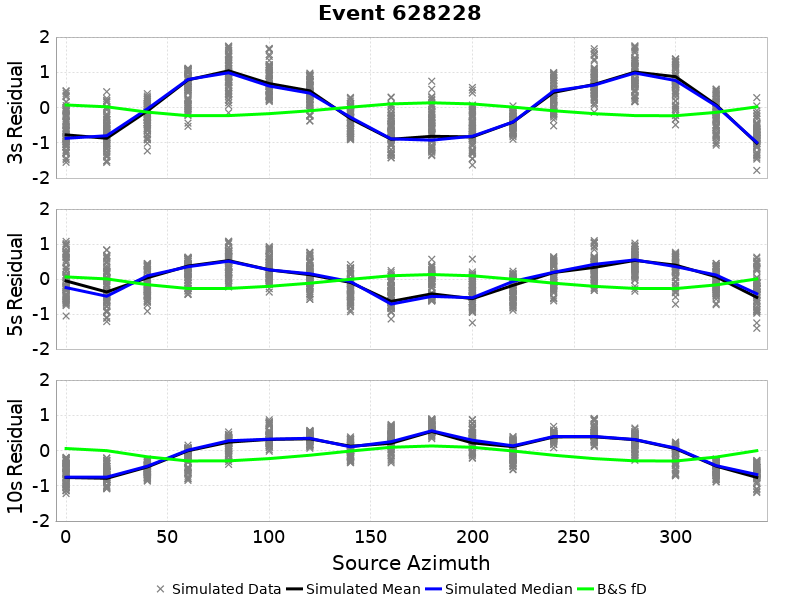 Event 628228
2
1
0
-1
-2
3s Residual
2
1
0
-1
-2
5s Residual
2
1
0
-1
-2
10s Residual
0 50 100 150 200 250 300
Source Azimuth
Simulated Data Simulated Mean Simulated Median B&S fD